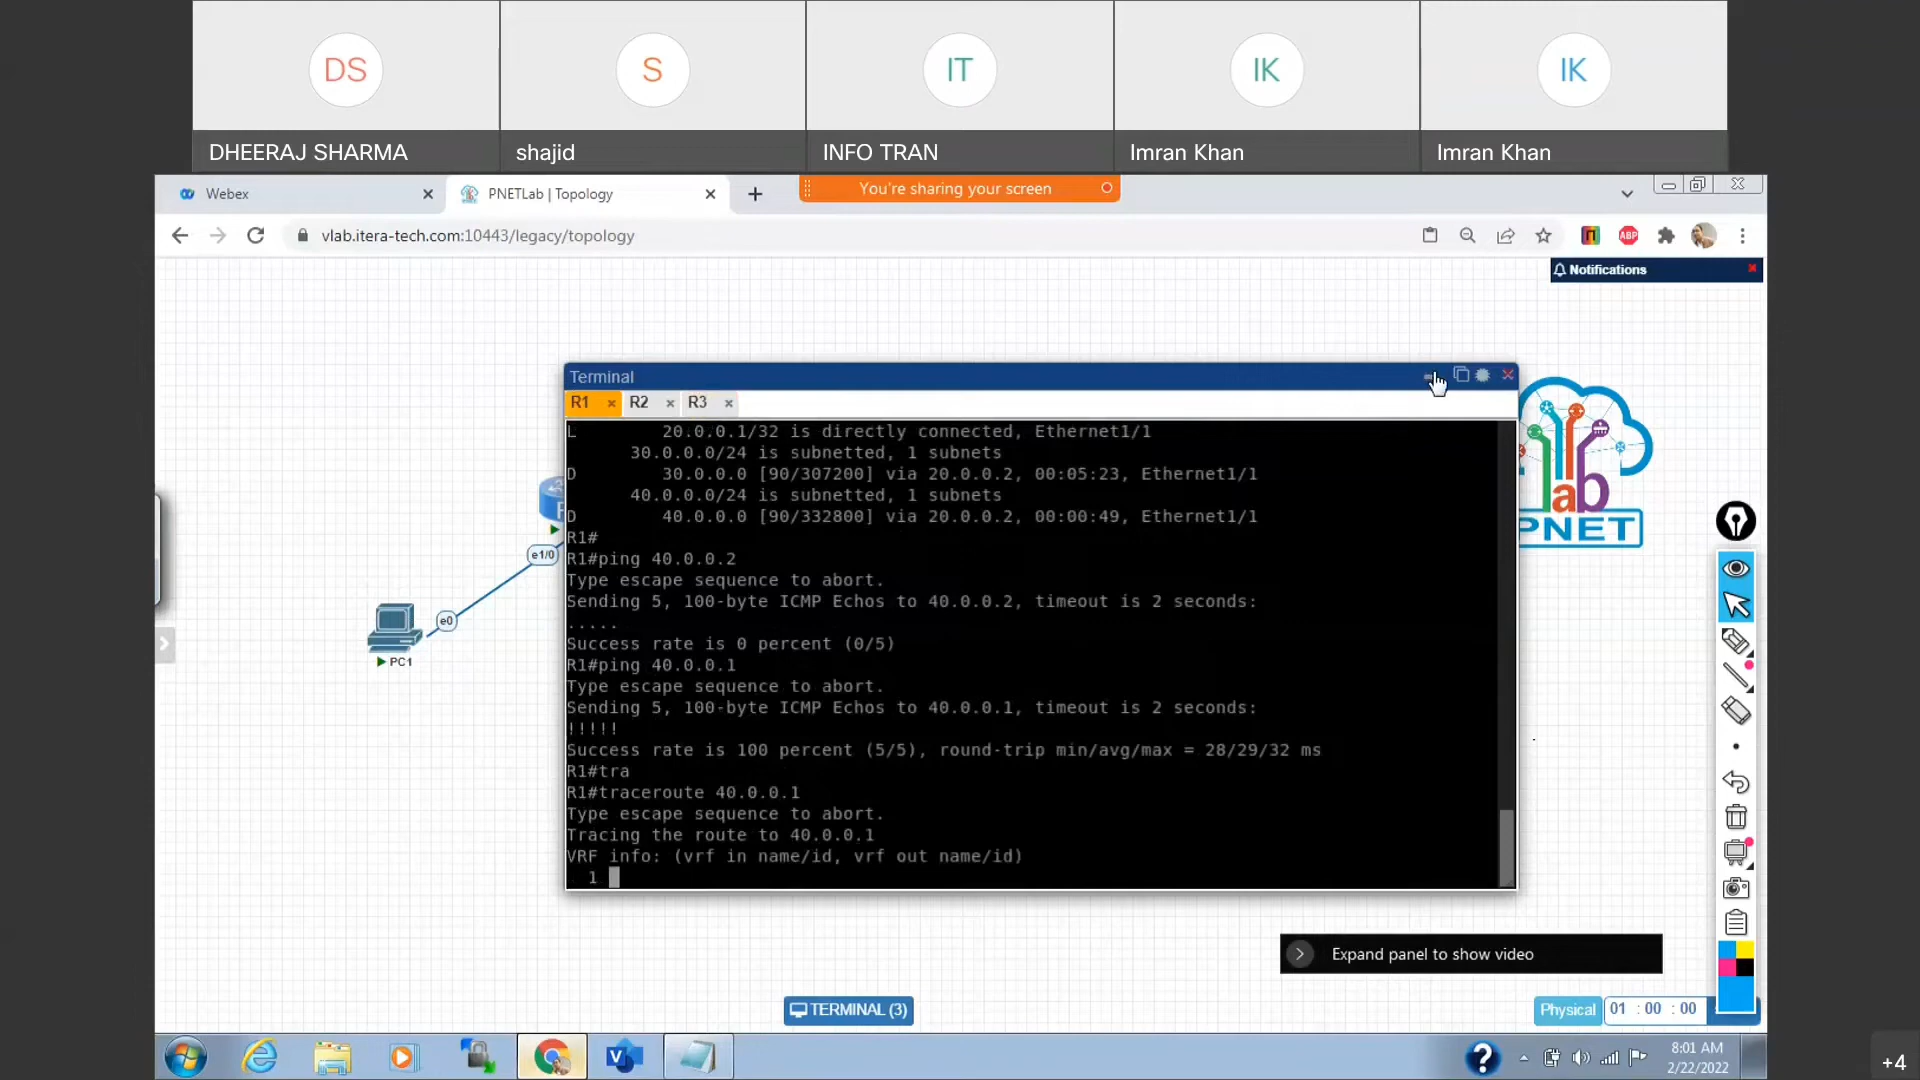 DS
S
IT
IK
IK
DHEERAJ SHARMA
shajid
INFO TRAN
Imran Khan
Imran Khan
Webex
PNETLab | Topology
You're sharing your screen
vlab.itera-tech.com:10443/legacy/topology
ABP
Notifications
Terminal
R1
R2
R3
L        20.0.0.1/32 is directly connected, Ethernet1/1
30.0.0.0/24 is subnetted, 1 subnets
D        30.0.0.0 [90/307200] via 20.0.0.2, 00:05:23, Ethernet1/1
40.0.0.0/24 is subnetted, 1 subnets
D        40.0.0.0 [90/332800] via 20.0.0.2, 00:00:49, Ethernet1/1
R1#
R1#ping 40.0.0.2
Type escape sequence to abort.
Sending 5, 100-byte ICMP Echos to 40.0.0.2, timeout is 2 seconds:
.....
Success rate is 0 percent (0/5)
R1#ping 40.0.0.1
Type escape sequence to abort.
Sending 5, 100-byte ICMP Echos to 40.0.0.1, timeout is 2 seconds:
!!!!!
Success rate is 100 percent (5/5), round-trip min/avg/max = 28/29/32 ms
R1#tra
R1#traceroute 40.0.0.1
Type escape sequence to abort.
Tracing the route to 40.0.0.1
VRF info: (vrf in name/id, vrf out name/id)
1
e1/0
e0
PC1
lab
PNET
Expand panel to show video
TERMINAL (3)
Physical
01 : 00 : 00
8:01 AM
2/22/2022
+4